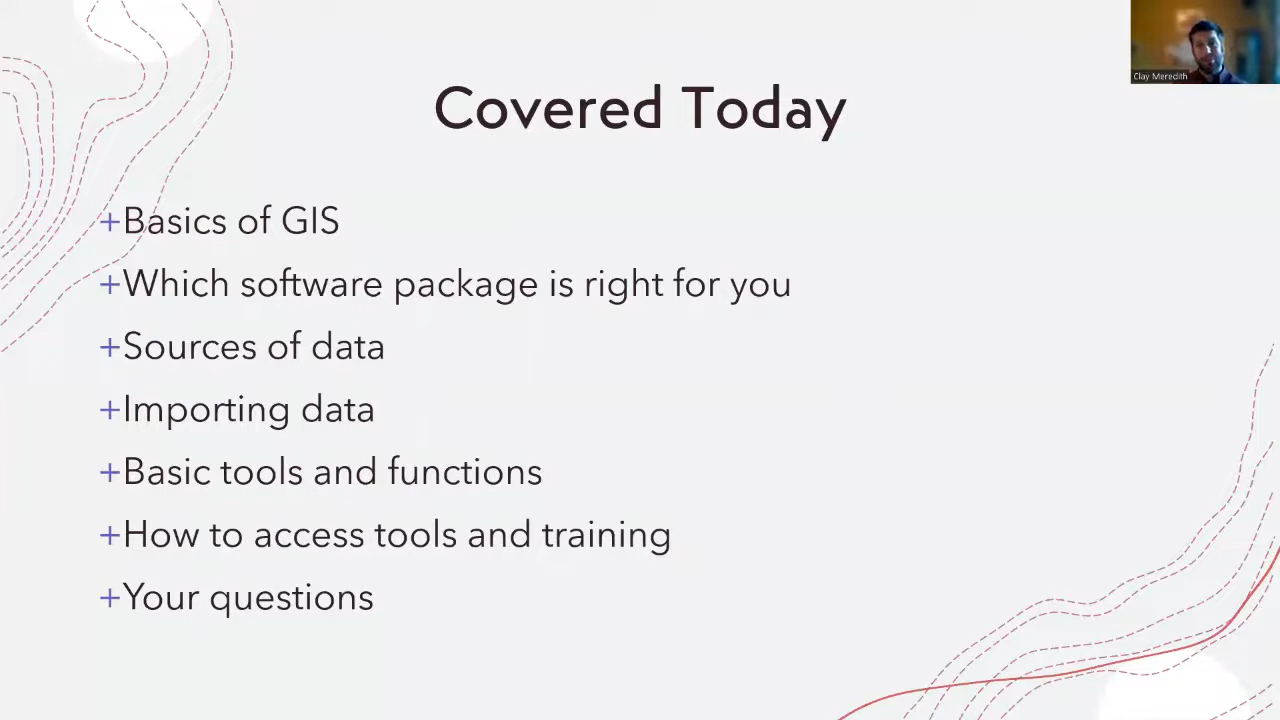 Clay Meredith
Covered Today
+Basics of GIS
+Which software package is right for you
+Sources of data
+Importing data
+Basic tools and functions
+How to access tools and training
+Your questions